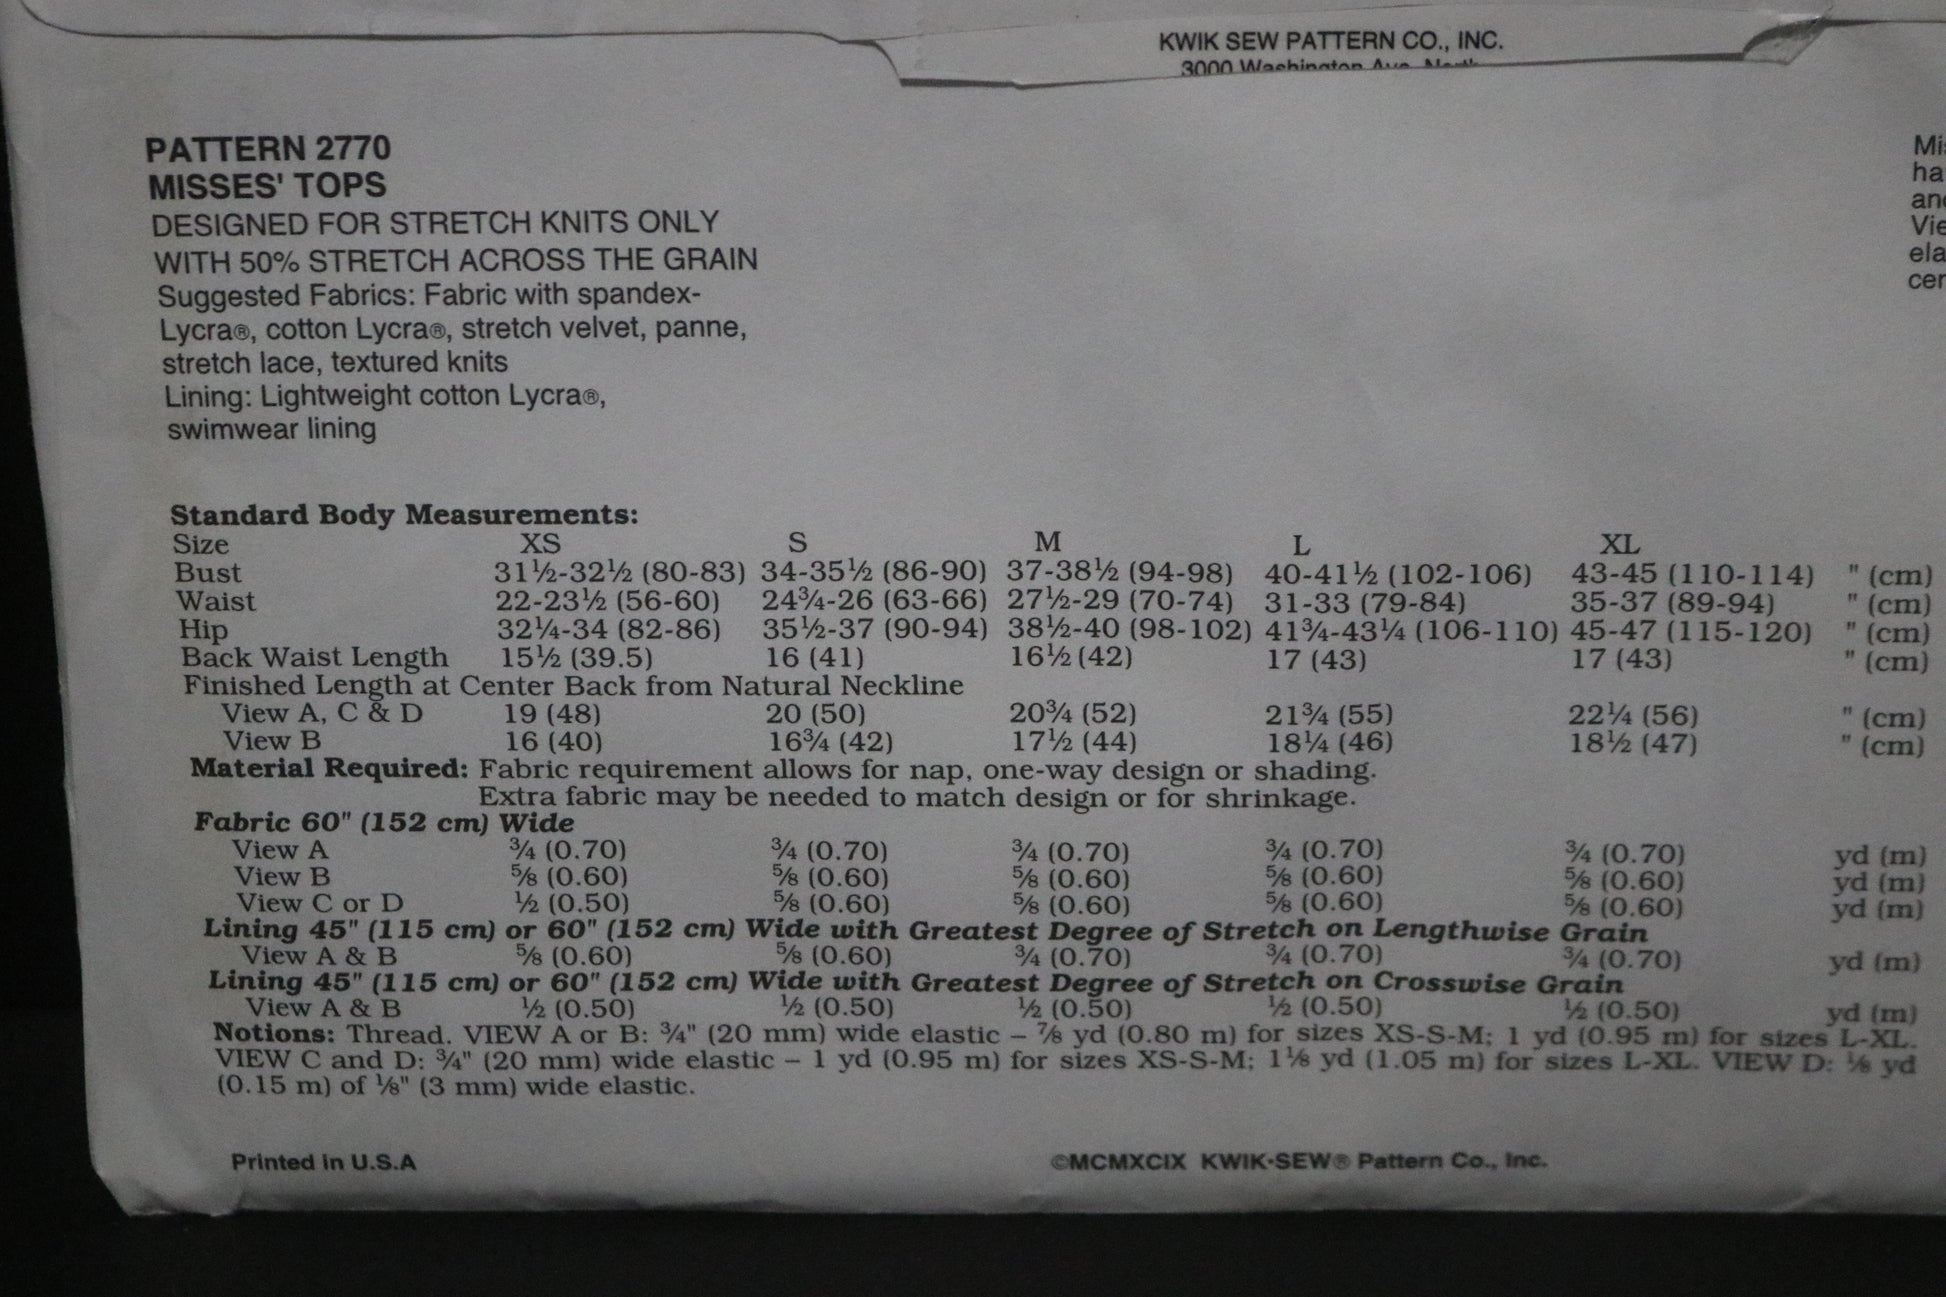 KWIK SEW PATTERN CO., INC.
3000 Washington Ave. North
PATTERN 2770
MISSES' TOPS
DESIGNED FOR STRETCH KNITS ONLY
WITH 50% STRETCH ACROSS THE GRAIN
Suggested Fabrics: Fabric with spandex-
Lycra®, cotton Lycra®, stretch velvet, panne,
stretch lace, textured knits
Lining: Lightweight cotton Lycra®,
swimwear lining
Mis
ha
and
Vie
ela
cen
Standard Body Measurements:
Size XS S M L XL
Bust 31½-32½ (80-83) 34-35½ (86-90) 37-38½ (94-98) 40-41½ (102-106) 43-45 (110-114) " (cm)
Waist 22-23½ (56-60) 24¾-26 (63-66) 27½-29 (70-74) 31-33 (79-84) 35-37 (89-94) " (cm)
Hip 32¼-34 (82-86) 35½-37 (90-94) 38½-40 (98-102) 41¾-43¼ (106-110) 45-47 (115-120) " (cm)
Back Waist Length 15½ (39.5) 16 (41) 16½ (42) 17 (43) 17 (43) " (cm)
Finished Length at Center Back from Natural Neckline
View A, C & D 19 (48) 20 (50) 20¾ (52) 21¾ (55) 22¼ (56) " (cm)
View B 16 (40) 16¾ (42) 17½ (44) 18¼ (46) 18½ (47) " (cm)
Material Required: Fabric requirement allows for nap, one-way design or shading.
Extra fabric may be needed to match design or for shrinkage.
Fabric 60" (152 cm) Wide
View A ¾ (0.70) ¾ (0.70) ¾ (0.70) ¾ (0.70) ¾ (0.70) yd (m)
View B ⅝ (0.60) ⅝ (0.60) ⅝ (0.60) ⅝ (0.60) ⅝ (0.60) yd (m)
View C or D ½ (0.50) ⅝ (0.60) ⅝ (0.60) ⅝ (0.60) ⅝ (0.60) yd (m)
Lining 45" (115 cm) or 60" (152 cm) Wide with Greatest Degree of Stretch on Lengthwise Grain
View A & B ⅝ (0.60) ⅝ (0.60) ¾ (0.70) ¾ (0.70) ¾ (0.70) yd (m)
Lining 45" (115 cm) or 60" (152 cm) Wide with Greatest Degree of Stretch on Crosswise Grain
View A & B ½ (0.50) ½ (0.50) ½ (0.50) ½ (0.50) ½ (0.50) yd (m)
Notions: Thread. VIEW A or B: ¾" (20 mm) wide elastic – ⅞ yd (0.80 m) for sizes XS-S-M; 1 yd (0.95 m) for sizes L-XL.
VIEW C and D: ¾" (20 mm) wide elastic – 1 yd (0.95 m) for sizes XS-S-M; 1⅛ yd (1.05 m) for sizes L-XL. VIEW D: ⅛ yd
(0.15 m) of ⅛" (3 mm) wide elastic.
Printed in U.S.A ©MCMXCIX KWIK•SEW® Pattern Co., Inc.